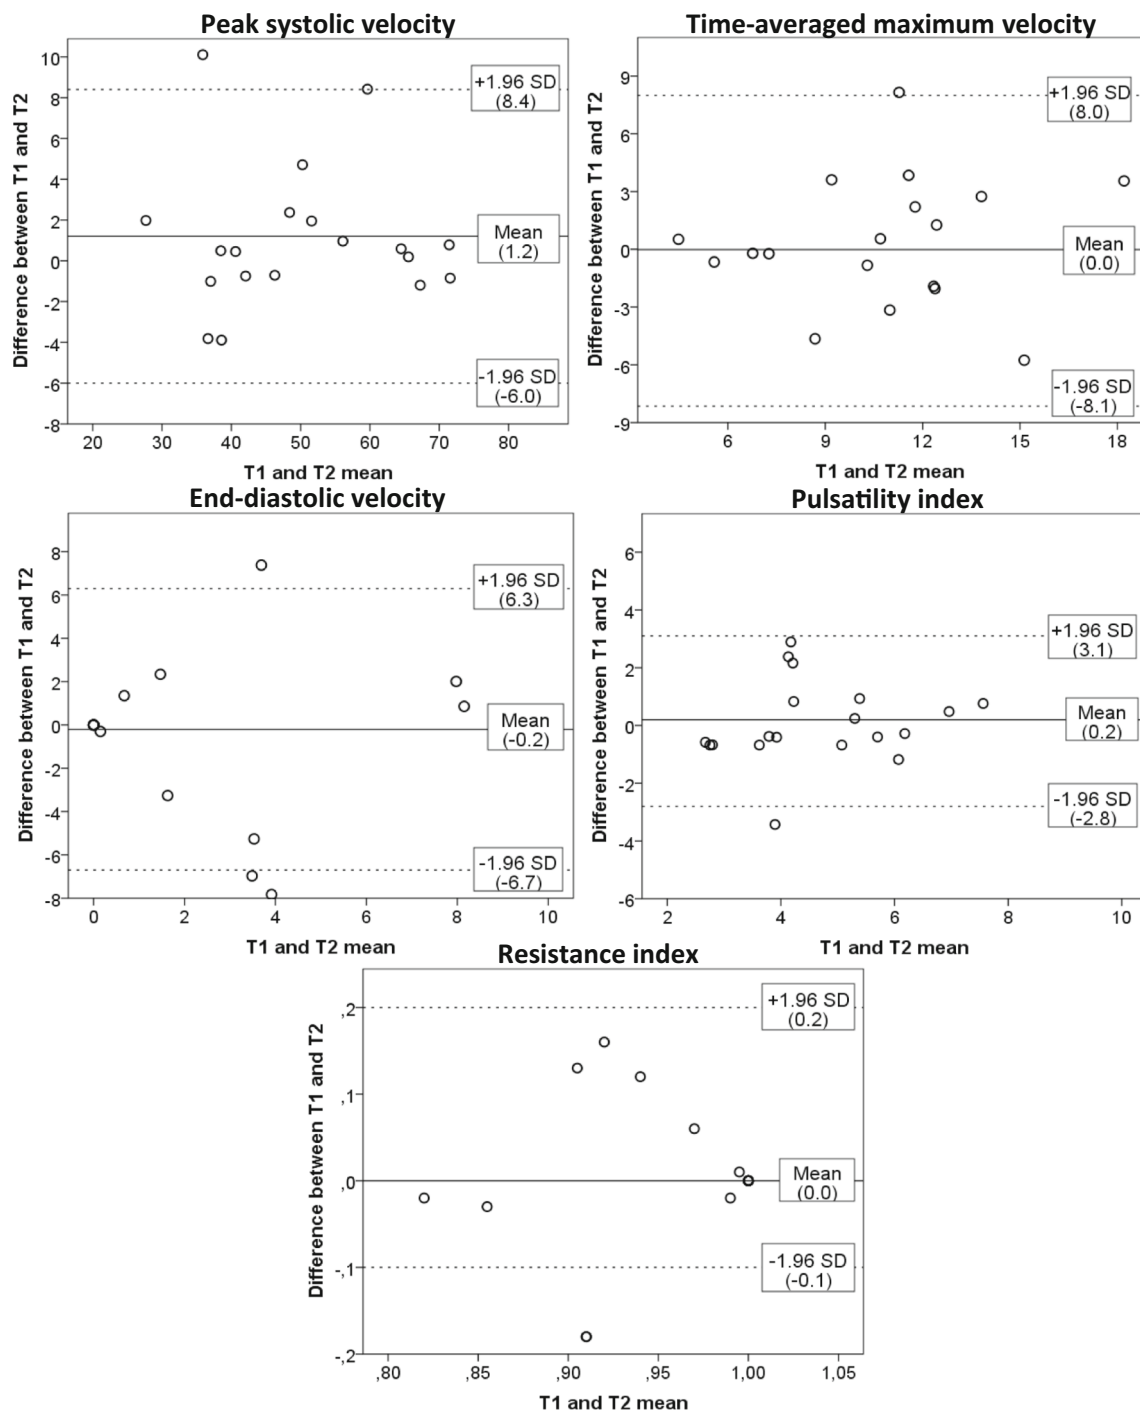 Peak systolic velocity
Difference between T1 and T2
10
8
6
4
2
0
-2
-4
-6
-8
+1.96 SD
(8.4)
Mean
(1.2)
-1.96 SD
(-6.0)
20 30 40 50 60 70 80
T1 and T2 mean
Time-averaged maximum velocity
Difference between T1 and T2
9
6
3
0
-3
-6
-9
+1.96 SD
(8.0)
Mean
(0.0)
-1.96 SD
(-8.1)
6 9 12 15 18
T1 and T2 mean
End-diastolic velocity
Difference between T1 and T2
8
6
4
2
0
-2
-4
-6
-8
+1.96 SD
(6.3)
Mean
(-0.2)
-1.96 SD
(-6.7)
0 2 4 6 8 10
T1 and T2 mean
Pulsatility index
Difference between T1 and T2
6
4
2
0
-2
-4
-6
+1.96 SD
(3.1)
Mean
(0.2)
-1.96 SD
(-2.8)
2 4 6 8 10
T1 and T2 mean
Resistance index
Difference between T1 and T2
,2
,1
,0
-,1
-,2
+1.96 SD
(0.2)
Mean
(0.0)
-1.96 SD
(-0.1)
,80 ,85 ,90 ,95 1,00 1,05
T1 and T2 mean